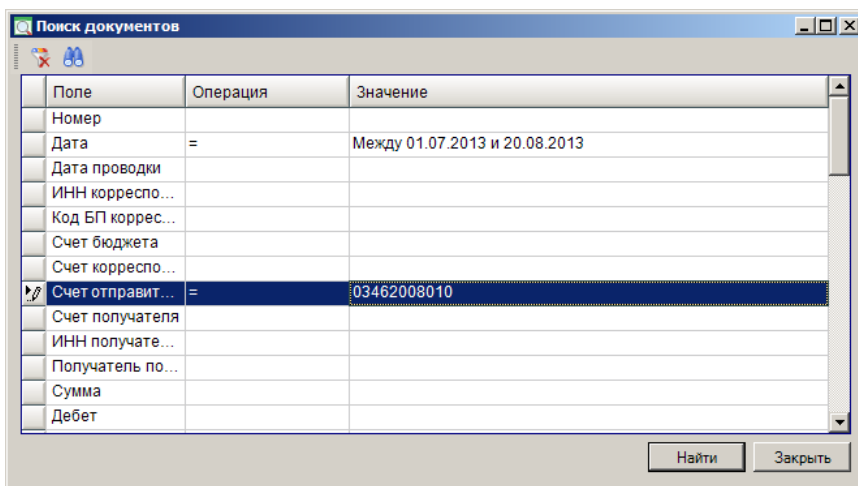 Поиск документов
Поле Операция Значение
Номер
Дата = Между 01.07.2013 и 20.08.2013
Дата проводки
ИНН корреспо...
Код БП коррес...
Счет бюджета
Счет корреспо...
Счет отправит... = 03462008010
Счет получателя
ИНН получате...
Получатель по...
Сумма
Дебет
Найти Закрыть